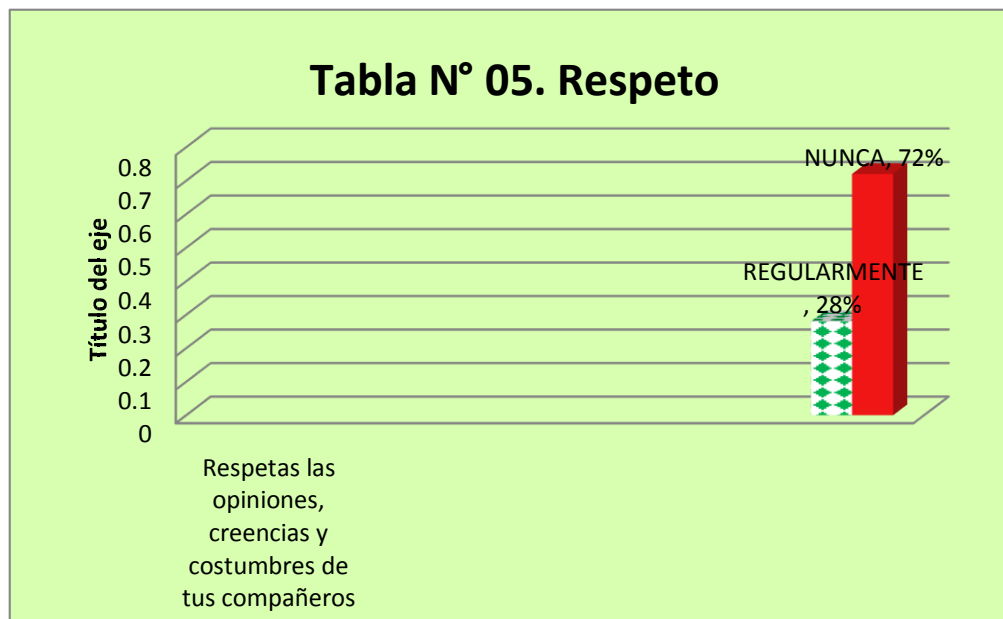 Tabla N° 05. Respeto
Título del eje
0.8
0.7
0.6
0.5
0.4
0.3
0.2
0.1
0
NUNCA, 72%
REGULARMENTE
, 28%
Respetas las
opiniones,
creencias y
costumbres de
tus compañeros